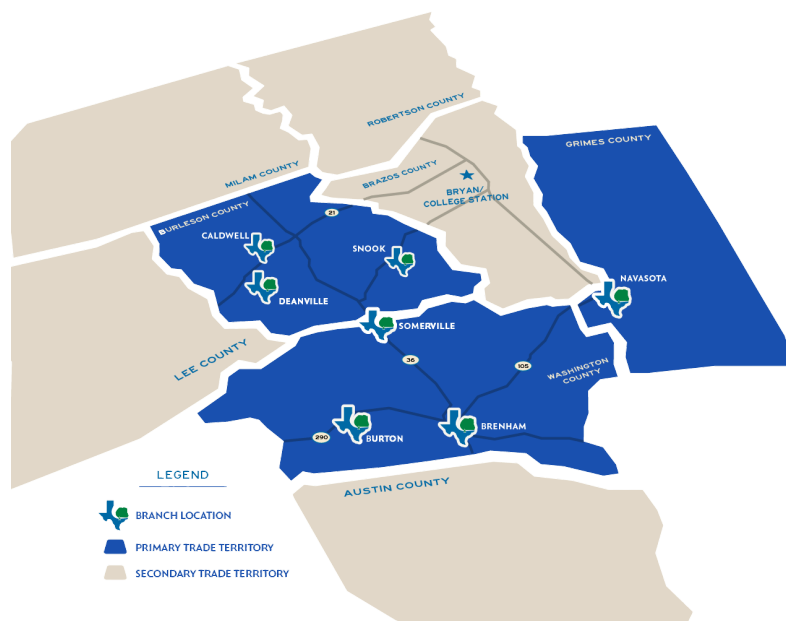 ROBERTSON COUNTY
GRIMES COUNTY
MILAM COUNTY
BRAZOS COUNTY
BRYAN/
COLLEGE STATION
BURLESON COUNTY
21
CALDWELL
SNOOK
NAVASOTA
DEANVILLE
SOMERVILLE
LEE COUNTY
36
105
WASHINGTON
COUNTY
BURTON
BRENHAM
290
LEGEND
AUSTIN COUNTY
BRANCH LOCATION
PRIMARY TRADE TERRITORY
SECONDARY TRADE TERRITORY